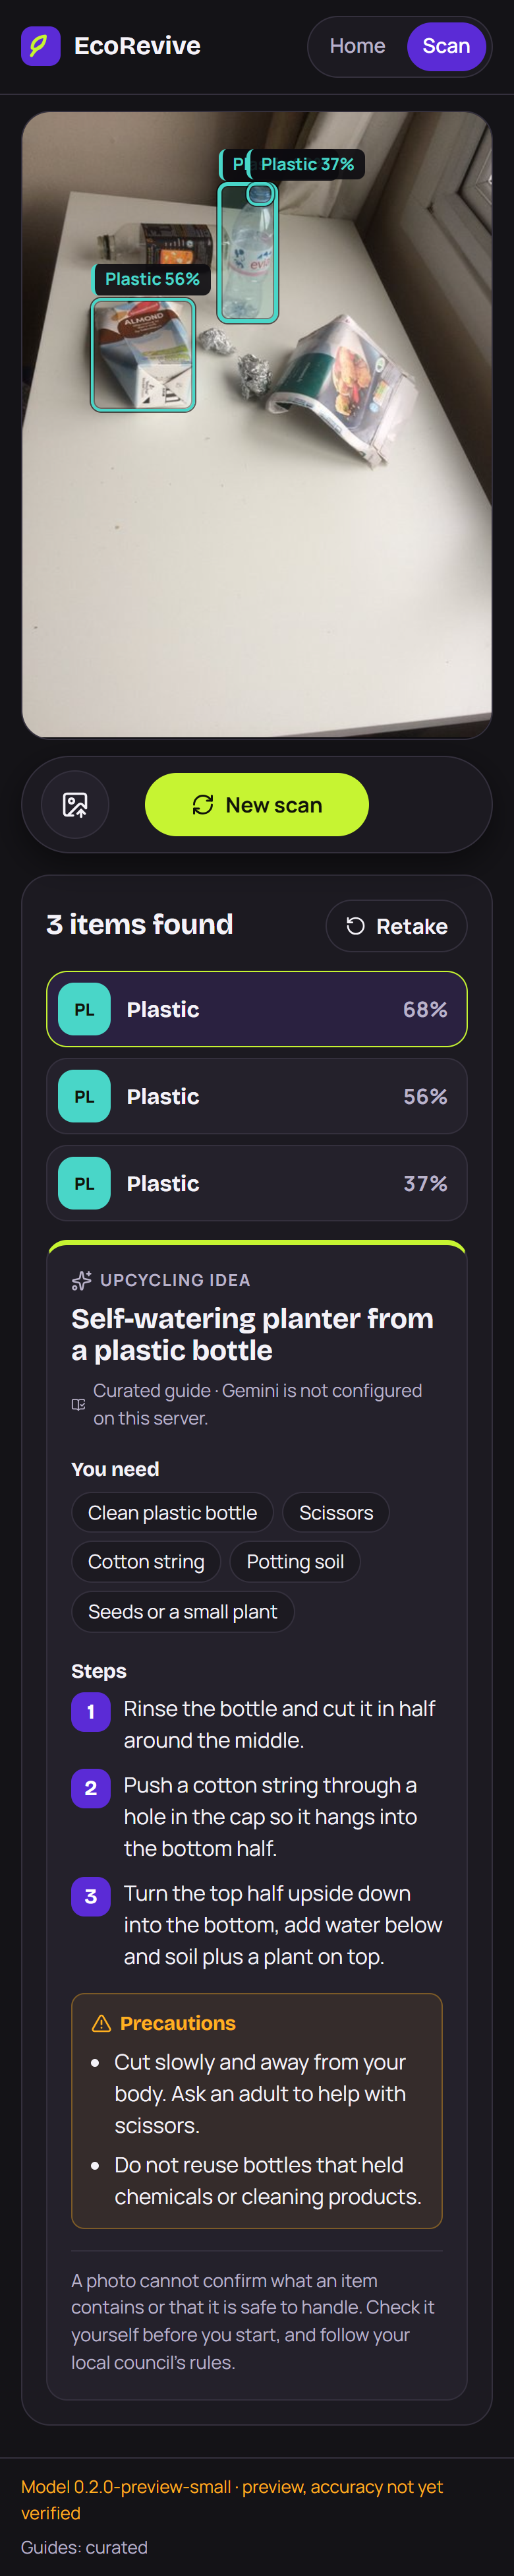 EcoRevive
Home
Scan
Pl
Plastic 37%
Plastic 56%
ALMOND
evian
New scan
3 items found
Retake
PL
Plastic
68%
PL
Plastic
56%
PL
Plastic
37%
UPCYCLING IDEA
Self-watering planter from
a plastic bottle
Curated guide · Gemini is not configured
on this server.
You need
Clean plastic bottle
Scissors
Cotton string
Potting soil
Seeds or a small plant
Steps
1
Rinse the bottle and cut it in half
around the middle.
2
Push a cotton string through a
hole in the cap so it hangs into
the bottom half.
3
Turn the top half upside down
into the bottom, add water below
and soil plus a plant on top.
Precautions
Cut slowly and away from your
body. Ask an adult to help with
scissors.
Do not reuse bottles that held
chemicals or cleaning products.
A photo cannot confirm what an item
contains or that it is safe to handle. Check it
yourself before you start, and follow your
local council's rules.
Model 0.2.0-preview-small · preview, accuracy not yet
verified
Guides: curated